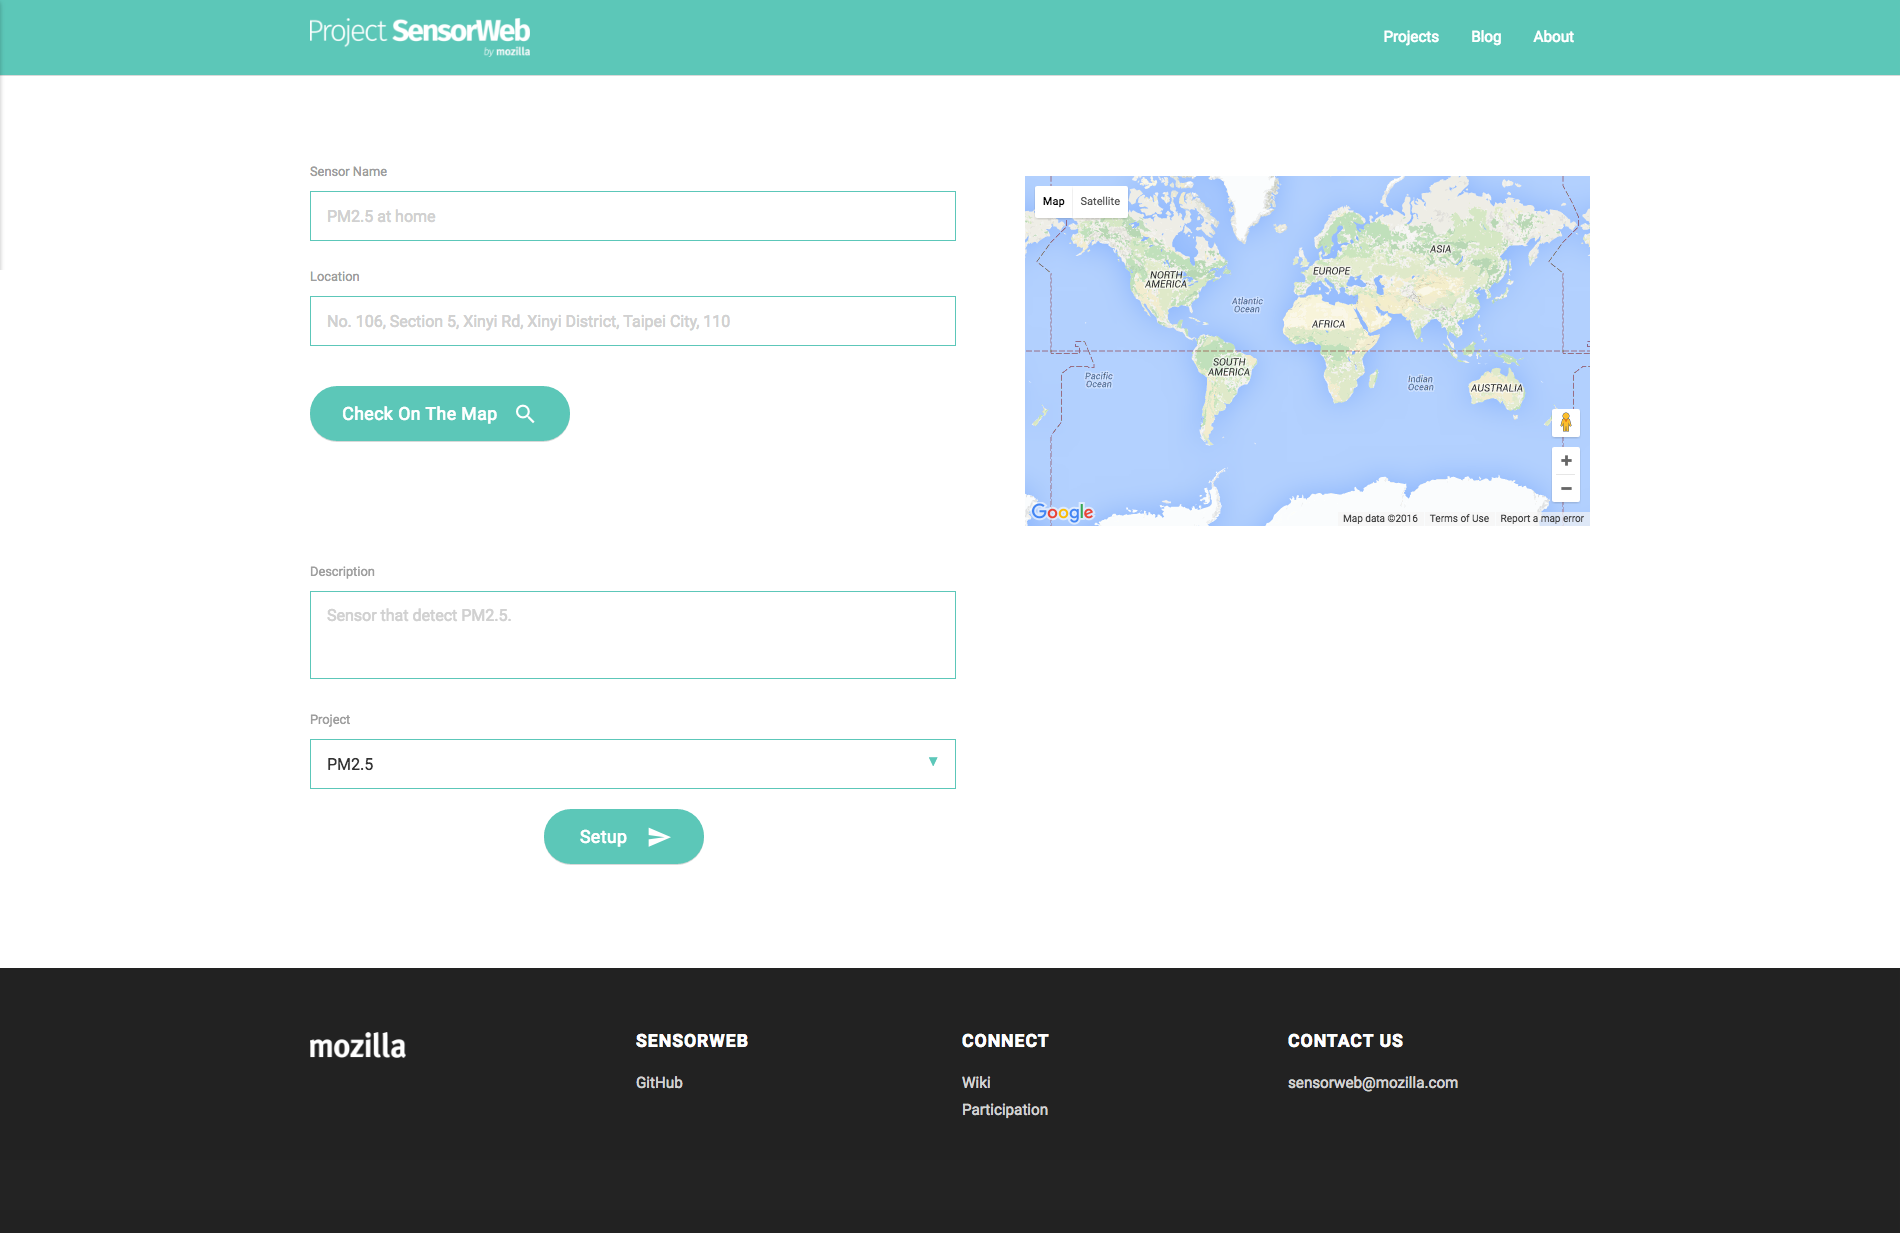 Project SensorWeb
by mozilla
Projects
Blog
About
Sensor Name
PM2.5 at home
Location
No. 106, Section 5, Xinyi Rd, Xinyi District, Taipei City, 110
Check On The Map
Map
Satellite
NORTH
AMERICA
Atlantic
Ocean
EUROPE
ASIA
AFRICA
SOUTH
AMERICA
Pacific
Ocean
Indian
Ocean
AUSTRALIA
+
−
Google
Map data ©2016
Terms of Use
Report a map error
Description
Sensor that detect PM2.5.
Project
PM2.5
Setup
mozilla
SENSORWEB
GitHub
CONNECT
Wiki
Participation
CONTACT US
sensorweb@mozilla.com